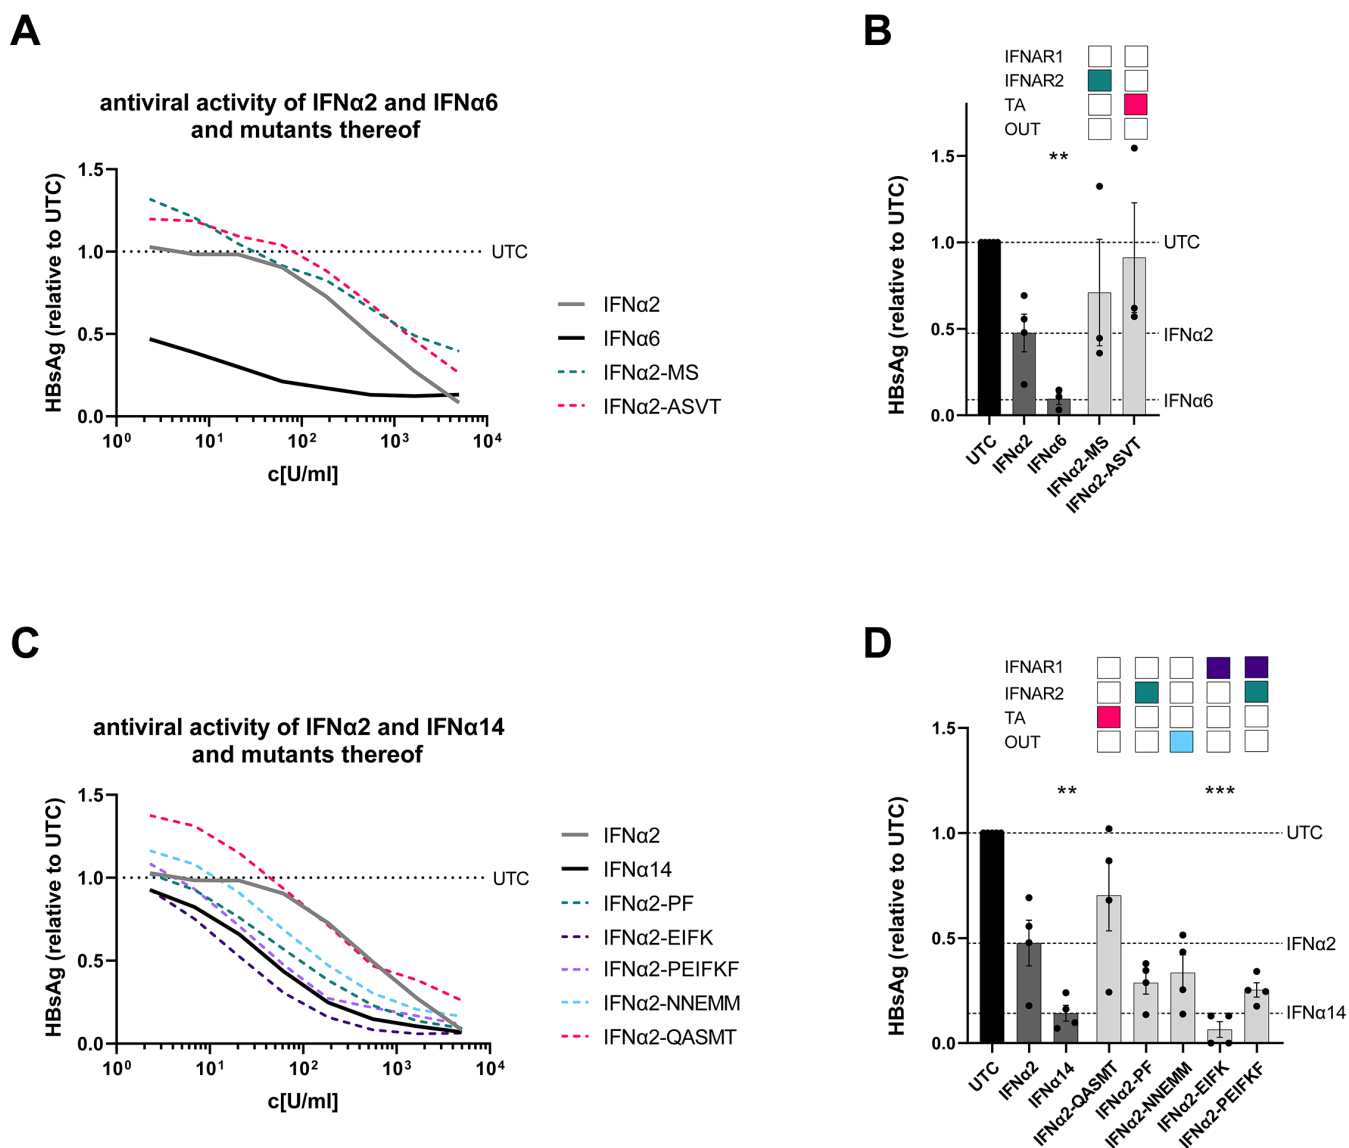 A
antiviral activity of IFNα2 and IFNα6
and mutants thereof
HBsAg (relative to UTC)
1.5
1.0
0.5
0.0
UTC
10⁰
10¹
10²
10³
10⁴
c[U/ml]
IFNα2
IFNα6
IFNα2-MS
IFNα2-ASVT
B
IFNAR1
IFNAR2
TA
OUT
HBsAg (relative to UTC)
1.5
1.0
0.5
0.0
**
UTC
IFNα2
IFNα6
UTC
IFNα2
IFNα6
IFNα2-MS
IFNα2-ASVT
C
antiviral activity of IFNα2 and IFNα14
and mutants thereof
HBsAg (relative to UTC)
1.5
1.0
0.5
0.0
UTC
10⁰
10¹
10²
10³
10⁴
c[U/ml]
IFNα2
IFNα14
IFNα2-PF
IFNα2-EIFK
IFNα2-PEIFKF
IFNα2-NNEMM
IFNα2-QASMT
D
IFNAR1
IFNAR2
TA
OUT
HBsAg (relative to UTC)
1.5
1.0
0.5
0.0
**
***
UTC
IFNα2
IFNα14
UTC
IFNα2
IFNα14
IFNα2-QASMT
IFNα2-PF
IFNα2-NNEMM
IFNα2-EIFK
IFNα2-PEIFKF